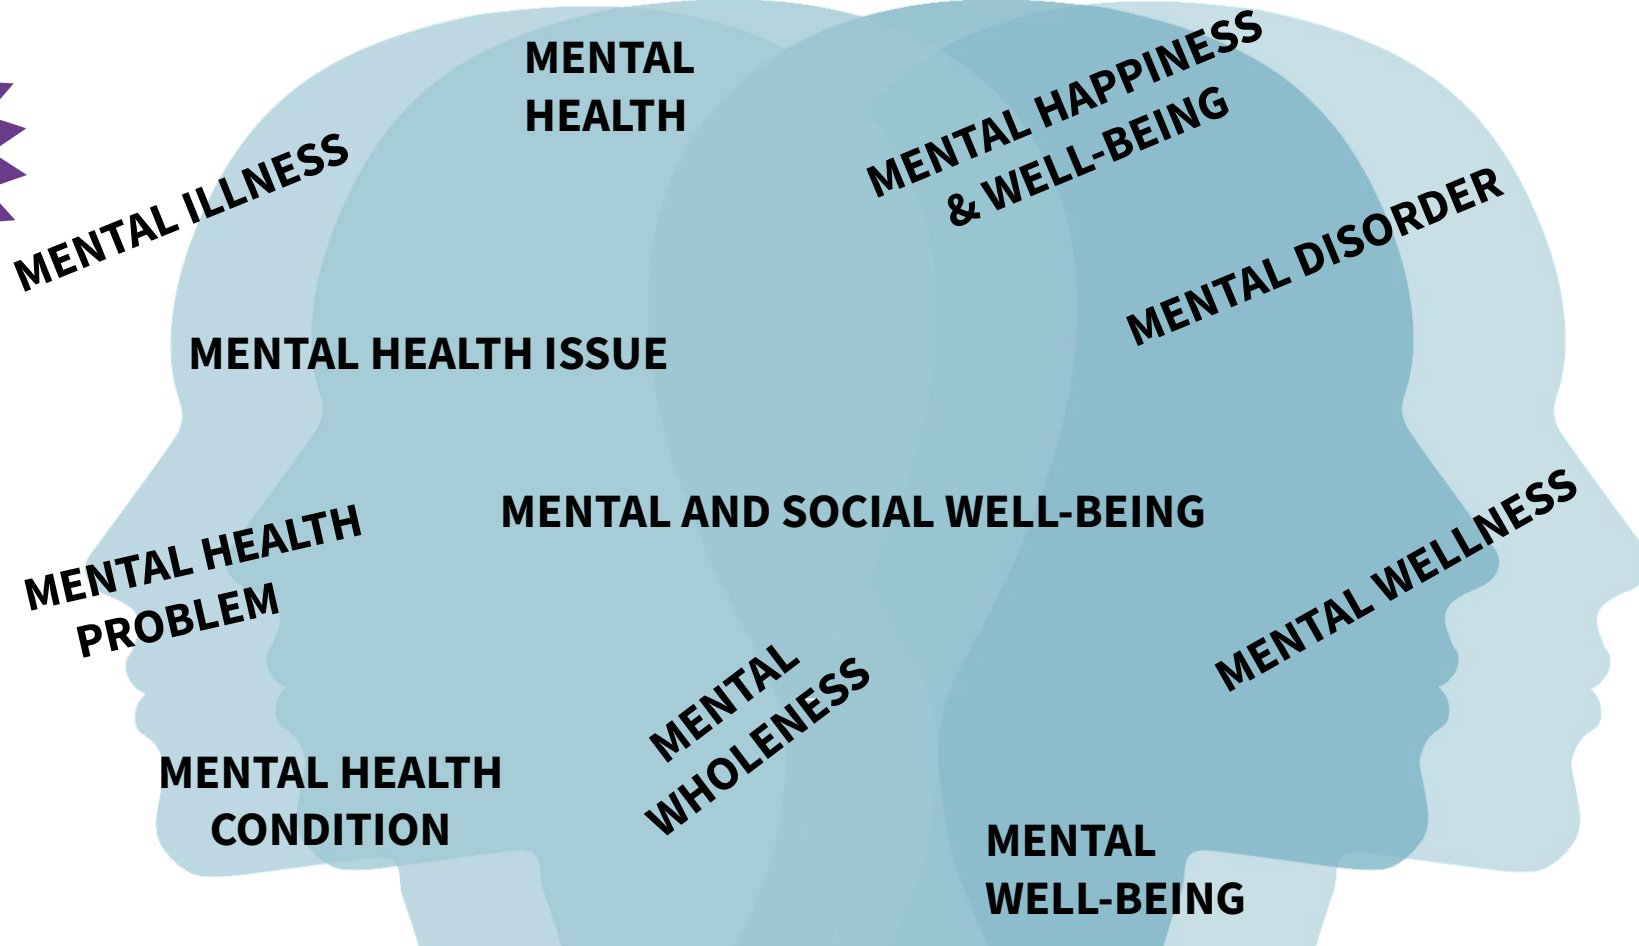 MENTAL
HEALTH
MENTAL HAPPINESS
& WELL-BEING
MENTAL ILLNESS
MENTAL DISORDER
MENTAL HEALTH ISSUE
MENTAL AND SOCIAL WELL-BEING
MENTAL HEALTH
PROBLEM
MENTAL WELLNESS
MENTAL
WHOLENESS
MENTAL HEALTH
CONDITION
MENTAL
WELL-BEING